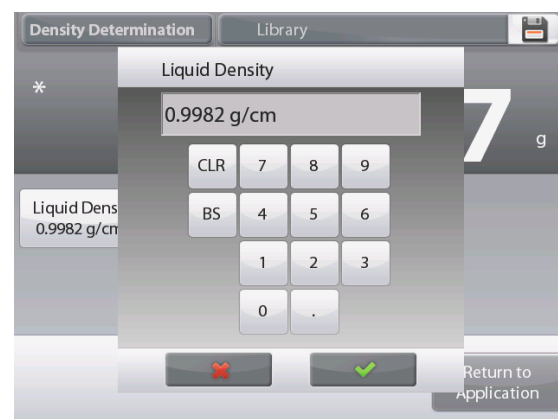 Density Determination Library
*
Liquid Density
0.9982 g/cm
7 g
CLR 7 8 9
BS 4 5 6
1 2 3
0 .
Liquid Dens
0.9982 g/cm
Return to
Application